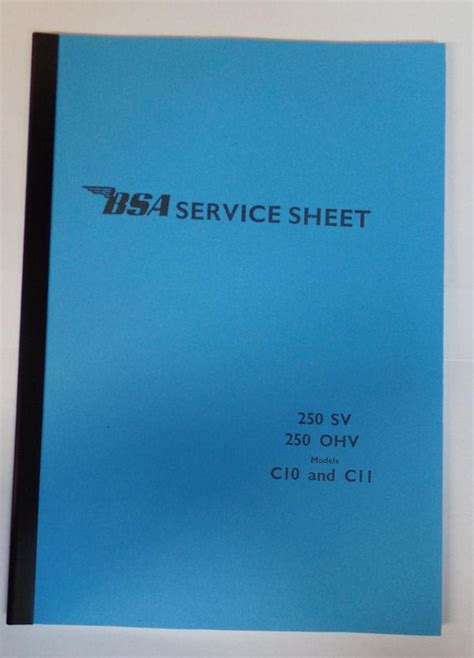 BSA SERVICE SHEET
250 SV
250 OHV
Models
C10 and C11